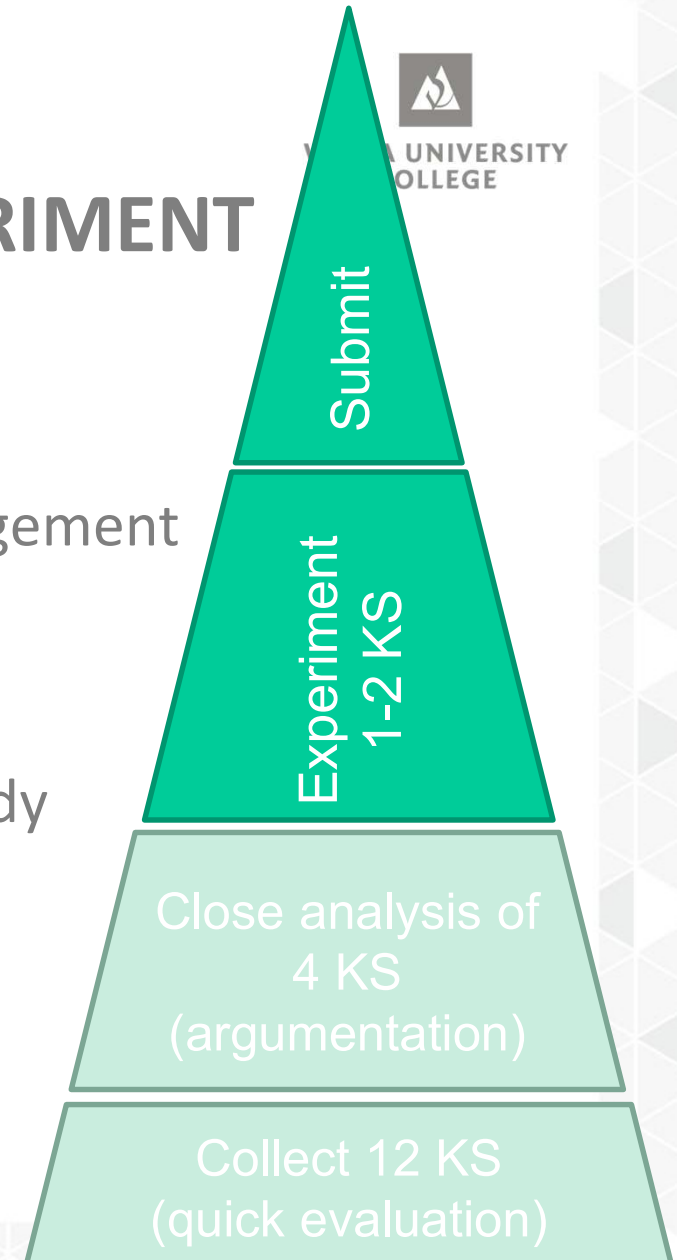 UNIVERSITY
OLLEGE
RIMENT
Submit
gement
Experiment
1-2 KS
dy
Close analysis of
4 KS
(argumentation)
Collect 12 KS
(quick evaluation)